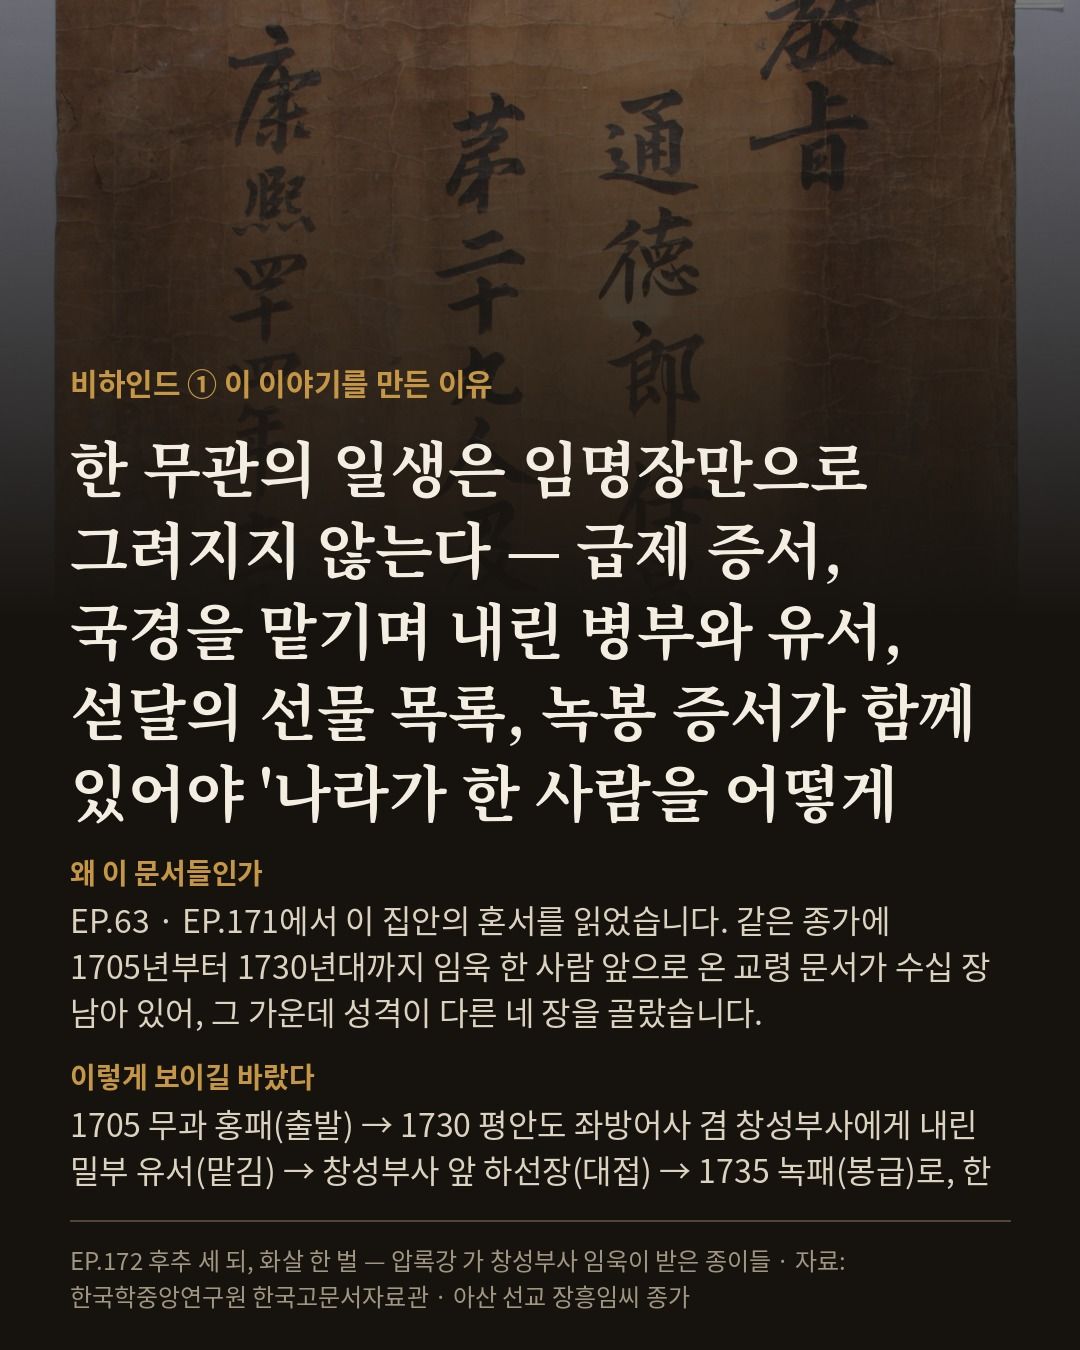 敎旨
通德郎任
茅二十九人及
康熙四十四年
비하인드 ① 이 이야기를 만든 이유
한 무관의 일생은 임명장만으로
그려지지 않는다 — 급제 증서,
국경을 맡기며 내린 병부와 유서,
섣달의 선물 목록, 녹봉 증서가 함께
있어야 '나라가 한 사람을 어떻게
왜 이 문서들인가
EP.63 · EP.171에서 이 집안의 혼서를 읽었습니다. 같은 종가에
1705년부터 1730년대까지 임욱 한 사람 앞으로 온 교령 문서가 수십 장
남아 있어, 그 가운데 성격이 다른 네 장을 골랐습니다.
이렇게 보이길 바랐다
1705 무과 홍패(출발) → 1730 평안도 좌방어사 겸 창성부사에게 내린
밀부 유서(맡김) → 창성부사 앞 하선장(대접) → 1735 녹패(봉급)로, 한
EP.172 후추 세 되, 화살 한 벌 — 압록강 가 창성부사 임욱이 받은 종이들 · 자료:
한국학중앙연구원 한국고문서자료관 · 아산 선교 장흥임씨 종가